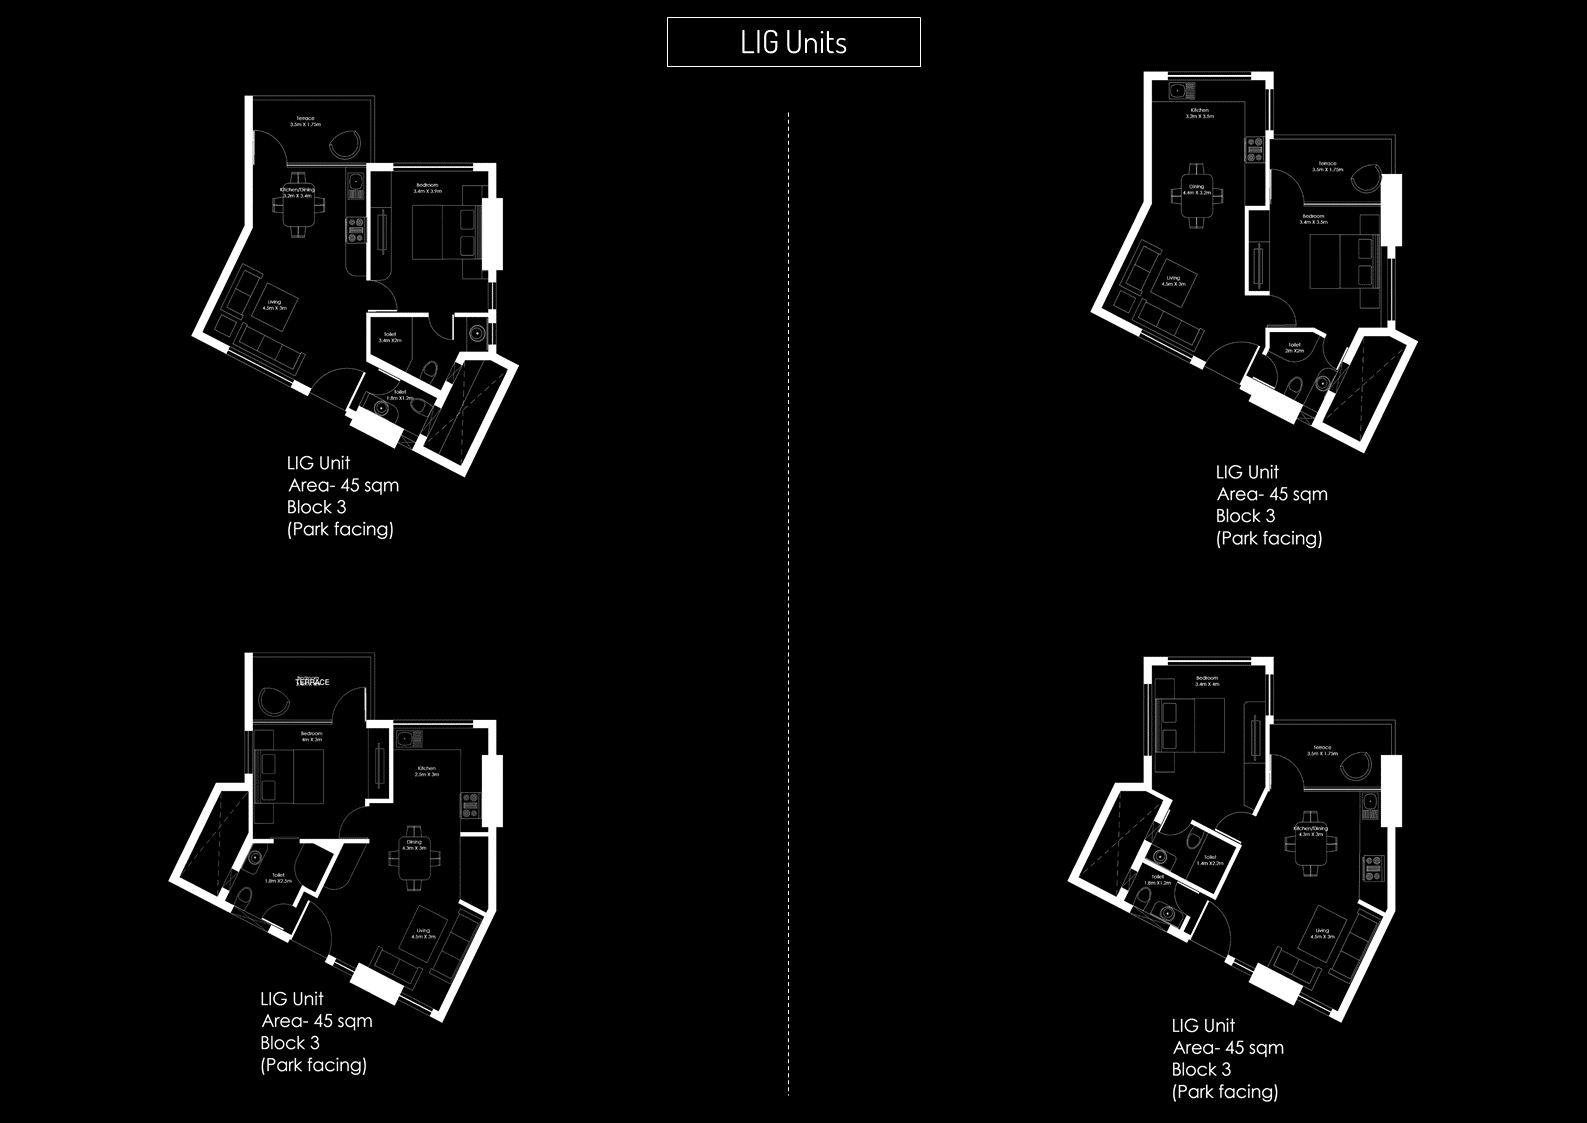 LIG Units
Terrace
3.5m X 1.75m
Kitchen/Dining
3.2m X 3.4m
Bedroom
3.4m X 3.9m
Living
4.5m X 3m
Toilet
3.4m X2m
Toilet
1.8m X1.2m
LIG Unit
Area- 45 sqm
Block 3
(Park facing)
Kitchen
3.2m X 3.5m
Terrace
3.5m X 1.75m
Dining
4.4m X 3.2m
Bedroom
3.4m X 3.5m
Living
4.5m X 3m
Toilet
2m X2m
LIG Unit
Area- 45 sqm
Block 3
(Park facing)
TERRACE
Bedroom
4m X 3m
Kitchen
2.5m X 3m
Dining
4.3m X 3m
Toilet
1.8m X2.5m
Living
4.5m X 3m
LIG Unit
Area- 45 sqm
Block 3
(Park facing)
Bedroom
3.4m X 4m
Terrace
3.5m X 1.75m
Kitchen/Dining
4.3m X 3m
Toilet
1.4m X2.2m
Toilet
1.8m X1.2m
Living
4.5m X 3m
LIG Unit
Area- 45 sqm
Block 3
(Park facing)